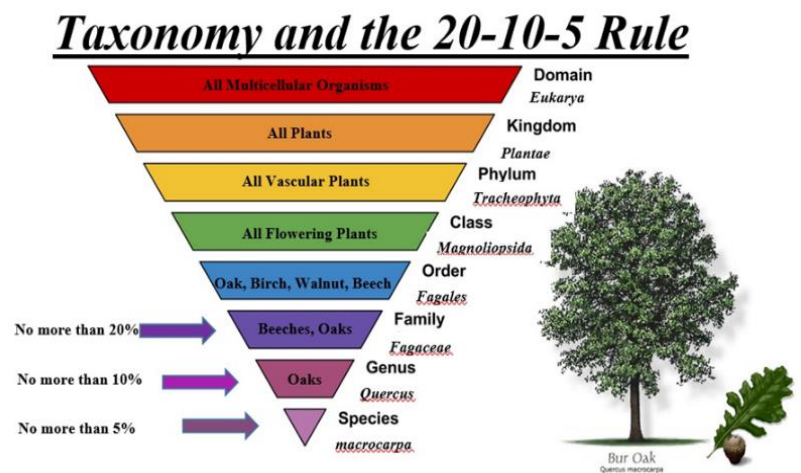 Taxonomy and the 20-10-5 Rule
All Multicellular Organisms
Domain
Eukarya
All Plants
Kingdom
Plantae
All Vascular Plants
Phylum
Tracheophyta
All Flowering Plants
Class
Magnoliopsida
Oak, Birch, Walnut, Beech
Order
Fagales
No more than 20%
Beeches, Oaks
Family
Fagaceae
No more than 10%
Oaks
Genus
Quercus
No more than 5%
Species
macrocarpa
Bur Oak
Quercus macrocarpa